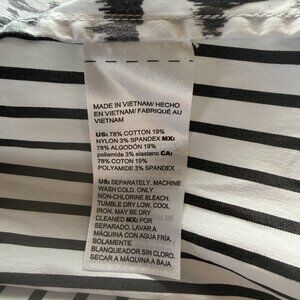 MADE IN VIETNAM/ HECHO
EN VIETNAM/ FABRIQUÉ AU
VIETNAM
US: 78% COTTON 19%
NYLON 3% SPANDEX MX:
78% ALGODÓN 19%
poliamida 3% elastano CA:
78% COTON 19%
POLYAMIDE 3% SPANDEX
US: SEPARATELY. MACHINE
WASH COLD. ONLY
NON-CHLORINE BLEACH.
TUMBLE DRY LOW. COOL
IRON. MAY BE DRY
CLEANED MX: POR
SEPARADO. LAVAR A
MAQUINA CON AGUA FRÍA.
SOLAMENTE
BLANQUEADOR SIN CLORO.
SECAR A MÁQUINA A BAJA